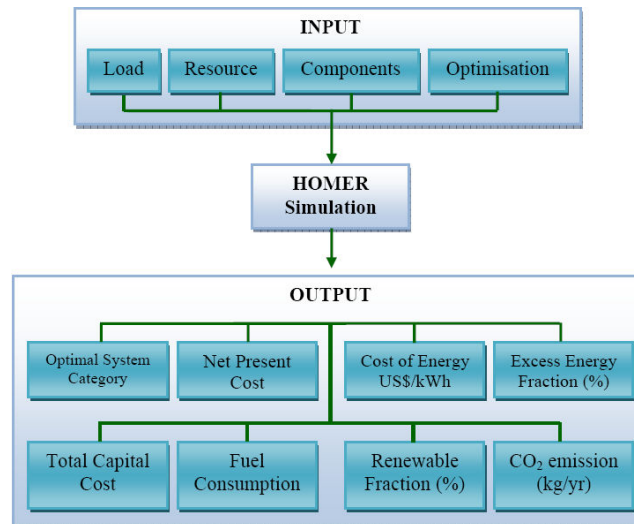 INPUT
Load
Resource
Components
Optimisation
HOMER
Simulation
OUTPUT
Optimal System
Category
Net Present
Cost
Cost of Energy
US$/kWh
Excess Energy
Fraction (%)
Total Capital
Cost
Fuel
Consumption
Renewable
Fraction (%)
CO₂ emission
(kg/yr)